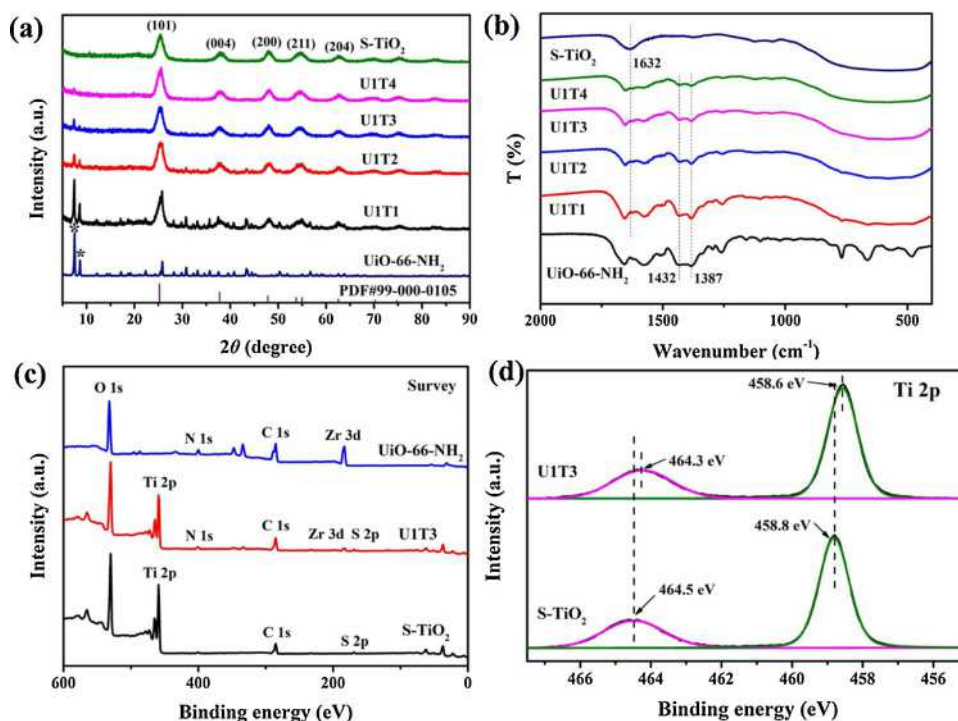 (a)
(101)
(004)
(200)
(211)
(204)
S-TiO₂
U1T4
U1T3
U1T2
U1T1
*
*
UiO-66-NH₂
PDF#99-000-0105
Intensity (a.u.)
10 20 30 40 50 60 70 80 90
2θ (degree)
(b)
S-TiO₂
1632
U1T4
U1T3
U1T2
U1T1
UiO-66-NH₂
1432
1387
T (%)
2000 1500 1000 500
Wavenumber (cm⁻¹)
(c)
Survey
O 1s
N 1s
C 1s
Zr 3d
UiO-66-NH₂
Ti 2p
N 1s
C 1s
Zr 3d
S 2p
U1T3
Ti 2p
C 1s
S 2p
S-TiO₂
Intensity (a.u.)
600 400 200 0
Binding energy (eV)
(d)
458.6 eV
Ti 2p
U1T3
464.3 eV
458.8 eV
464.5 eV
S-TiO₂
Intensity (a.u.)
466 464 462 460 458 456
Binding energy (eV)